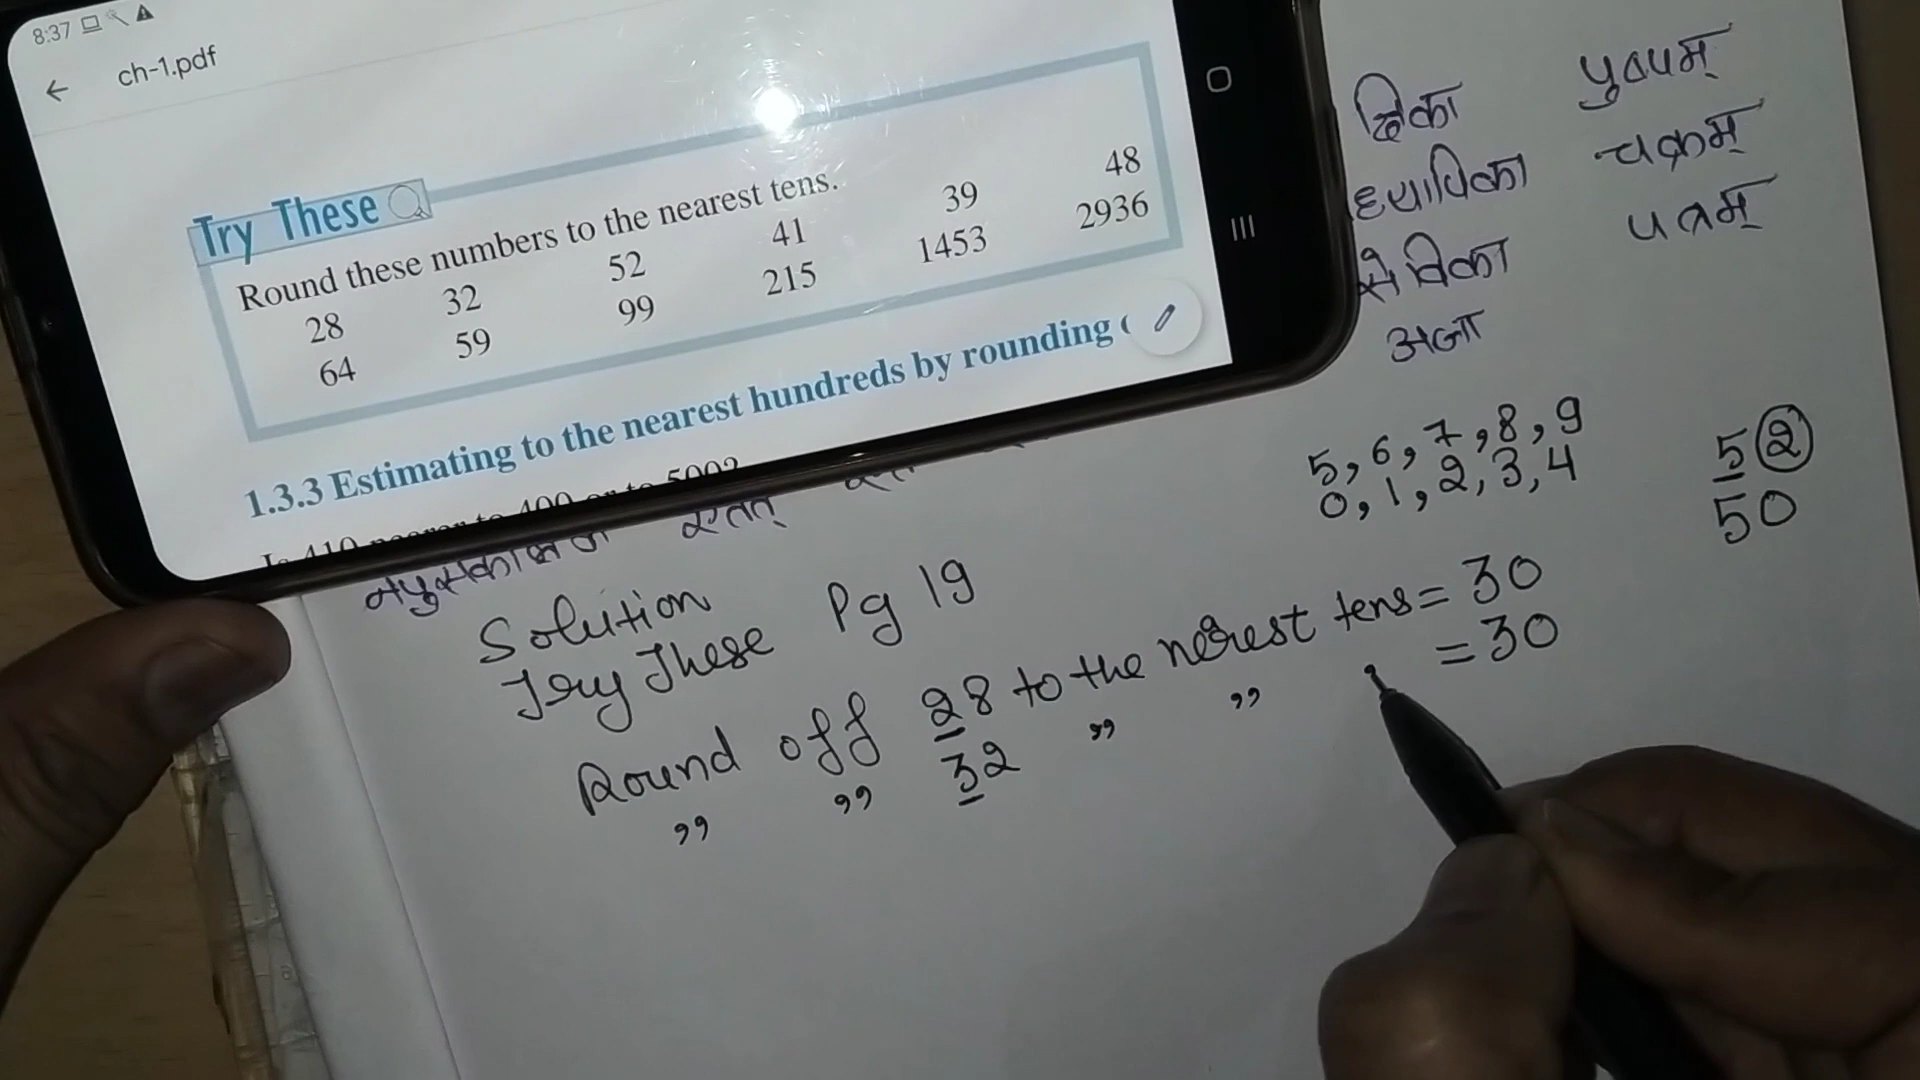 8:37
ch-1.pdf
Try These
Round these numbers to the nearest tens.
28 32 52 41 39 48
64 59 99 215 1453 2936
1.3.3 Estimating to the nearest hundreds by rounding
पुष्पम्
चक्रम्
पत्रम्
सेविका
अजा
एतत्
5, 6, 7, 8, 9
0, 1, 2, 3, 4
52
50
Solution
Try These Pg 19
Round off 28 to the nerest tens = 30
,, ,, 32 ,, ,, = 30